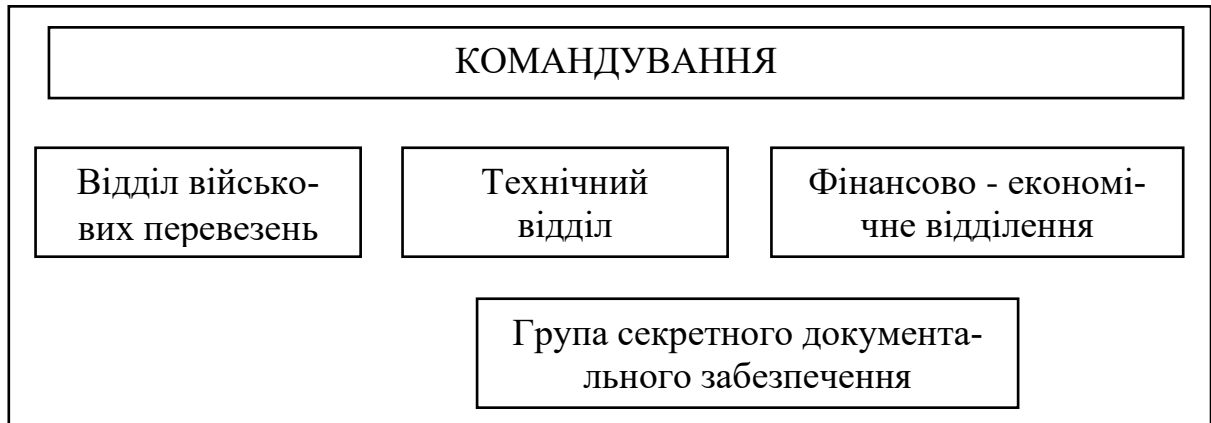 КОМАНДУВАННЯ
Відділ військо-
вих перевезень
Технічний
відділ
Фінансово - економі-
чне відділення
Група секретного документа-
льного забезпечення